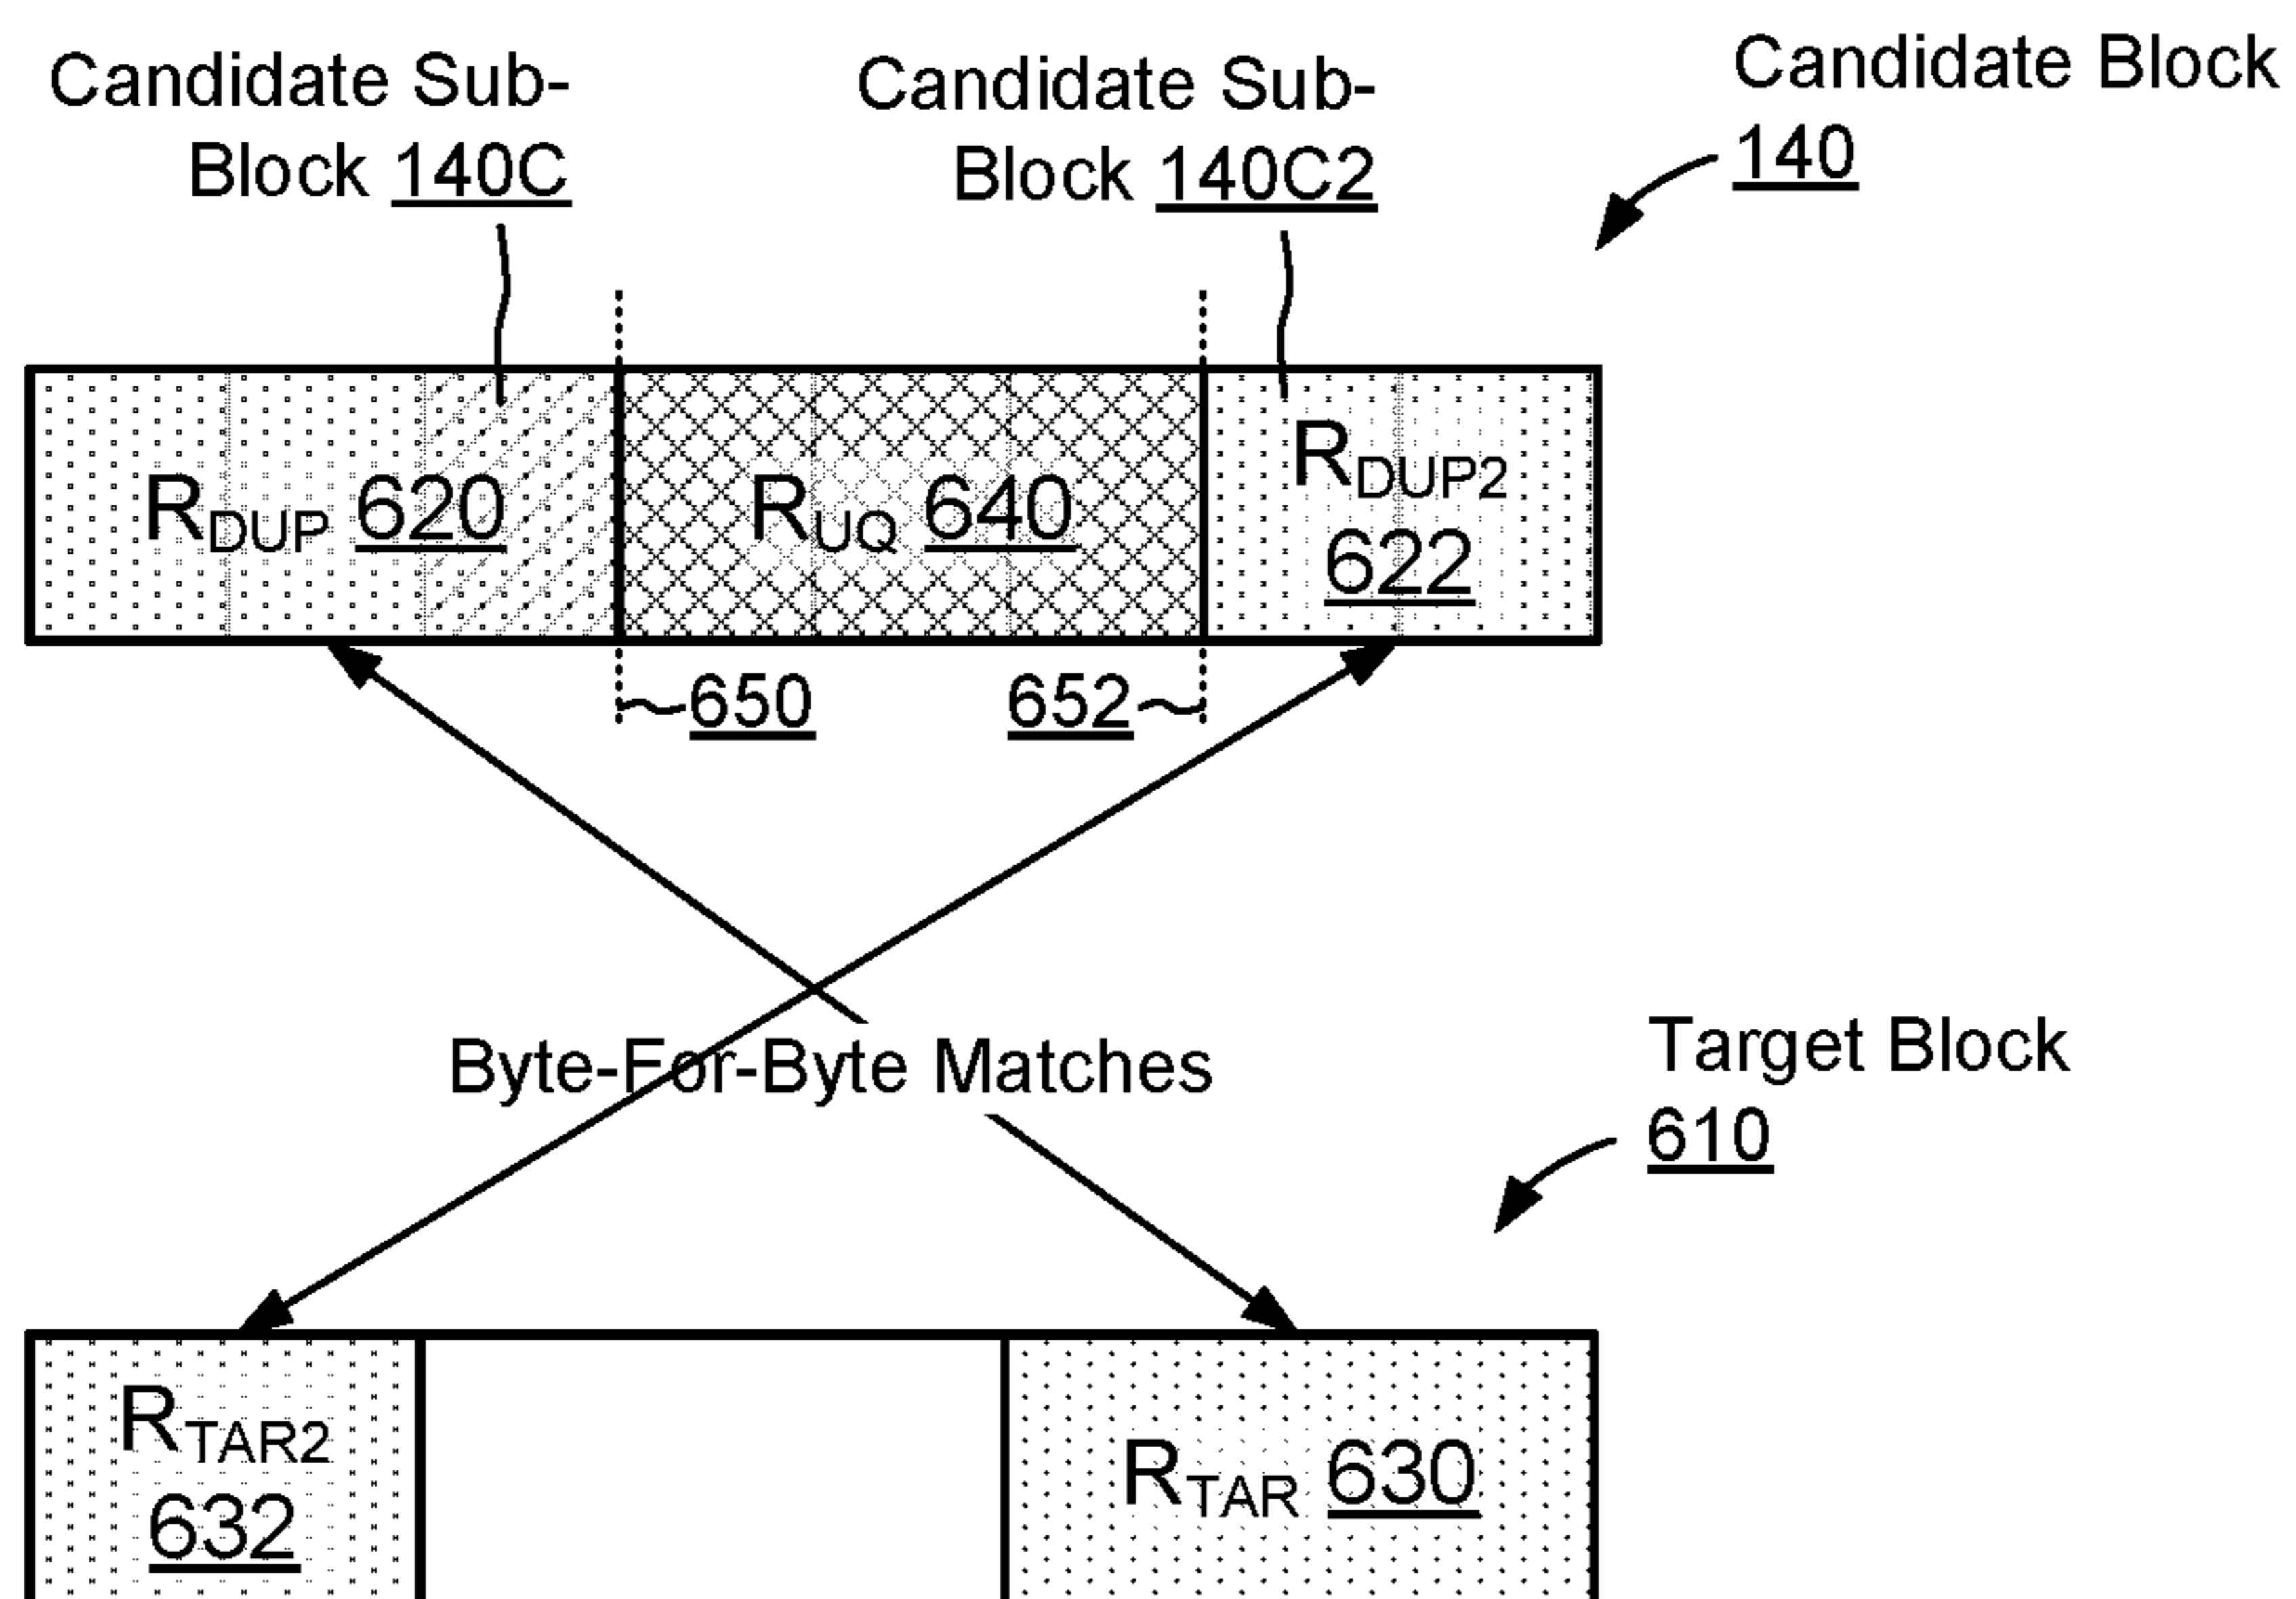 Candidate Sub-
Block 140C
Candidate Sub-
Block 140C2
Candidate Block
140
RDUP 620
RUQ 640
RDUP2
622
650
652
Byte-For-Byte Matches
Target Block
610
RTAR2
632
RTAR 630